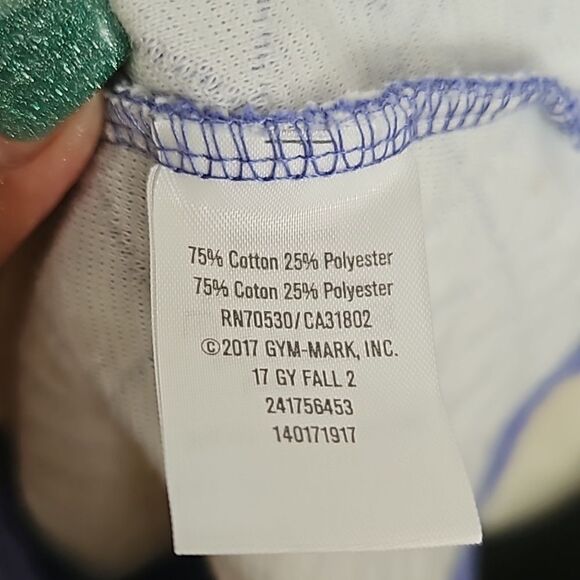 75% Cotton 25% Polyester
75% Coton 25% Polyester
RN70530/CA31802
©2017 GYM-MARK, INC.
17 GY FALL 2
241756453
140171917